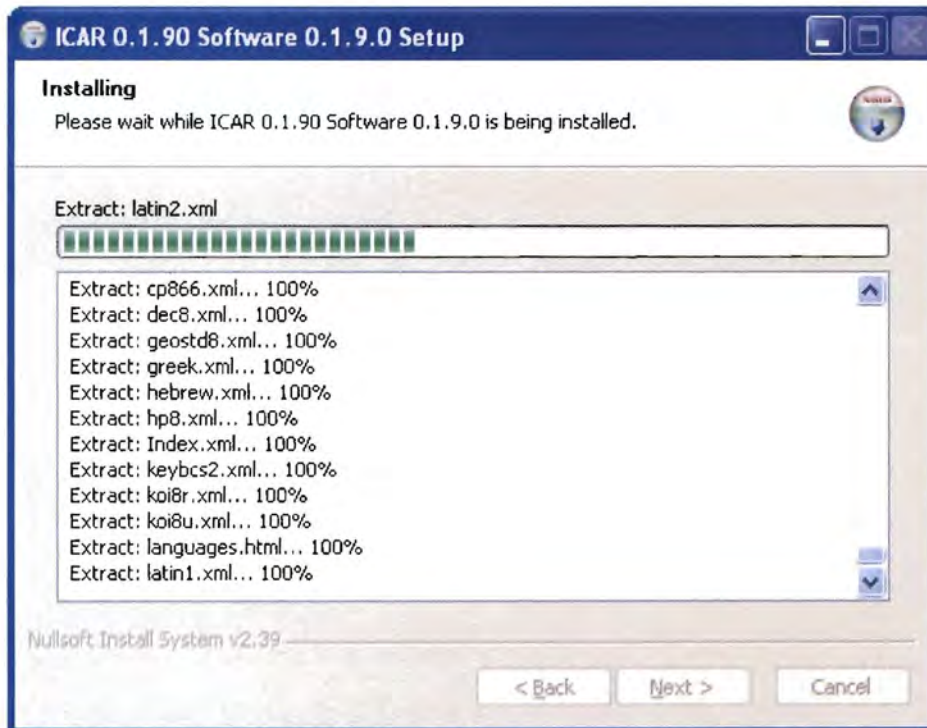 ICAR 0.1.90 Software 0.1.9.0 Setup
Installing
Please wait while ICAR 0.1.90 Software 0.1.9.0 is being installed.
Extract: latin2.xml
Extract: cp866.xml... 100%
Extract: dec8.xml... 100%
Extract: geostd8.xml... 100%
Extract: greek.xml... 100%
Extract: hebrew.xml... 100%
Extract: hp8.xml... 100%
Extract: Index.xml... 100%
Extract: keybcs2.xml... 100%
Extract: koi8r.xml... 100%
Extract: koi8u.xml... 100%
Extract: languages.html... 100%
Extract: latin1.xml... 100%
Nullsoft Install System v2.39
< Back Next > Cancel